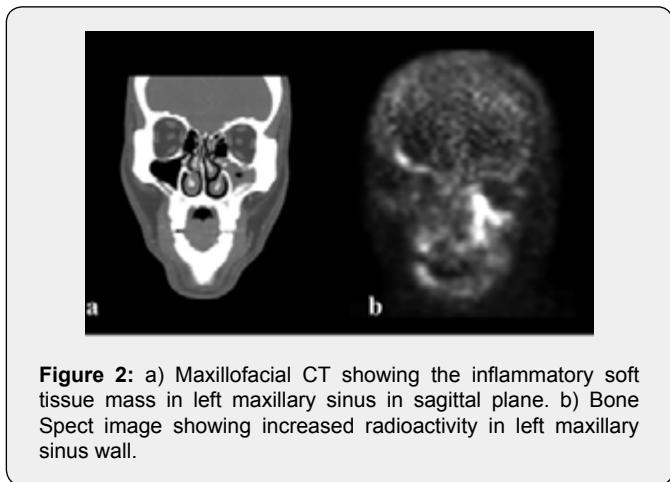 a
b
Figure 2: a) Maxillofacial CT showing the inflammatory soft
tissue mass in left maxillary sinus in sagittal plane. b) Bone
Spect image showing increased radioactivity in left maxillary
sinus wall.